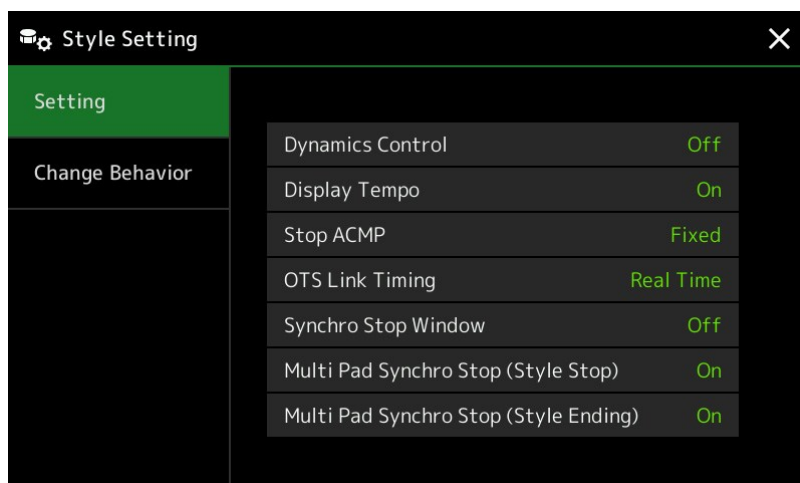 Style Setting
Setting
Change Behavior
Dynamics Control Off
Display Tempo On
Stop ACMP Fixed
OTS Link Timing Real Time
Synchro Stop Window Off
Multi Pad Synchro Stop (Style Stop) On
Multi Pad Synchro Stop (Style Ending) On